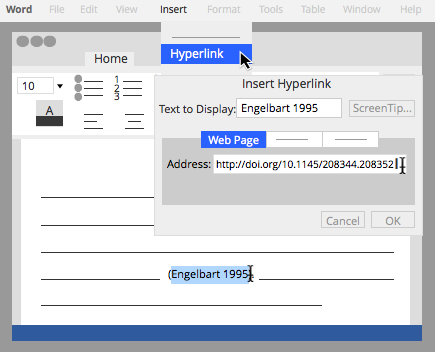 Word File Edit View Insert Format Tools Table Window Help
Hyperlink
Home
Insert Hyperlink
10
1
2
3
Text to Display: Engelbart 1995 ScreenTip...
A
Web Page
Address: http://doi.org/10.1145/208344.208352
Cancel OK
(Engelbart 1995)